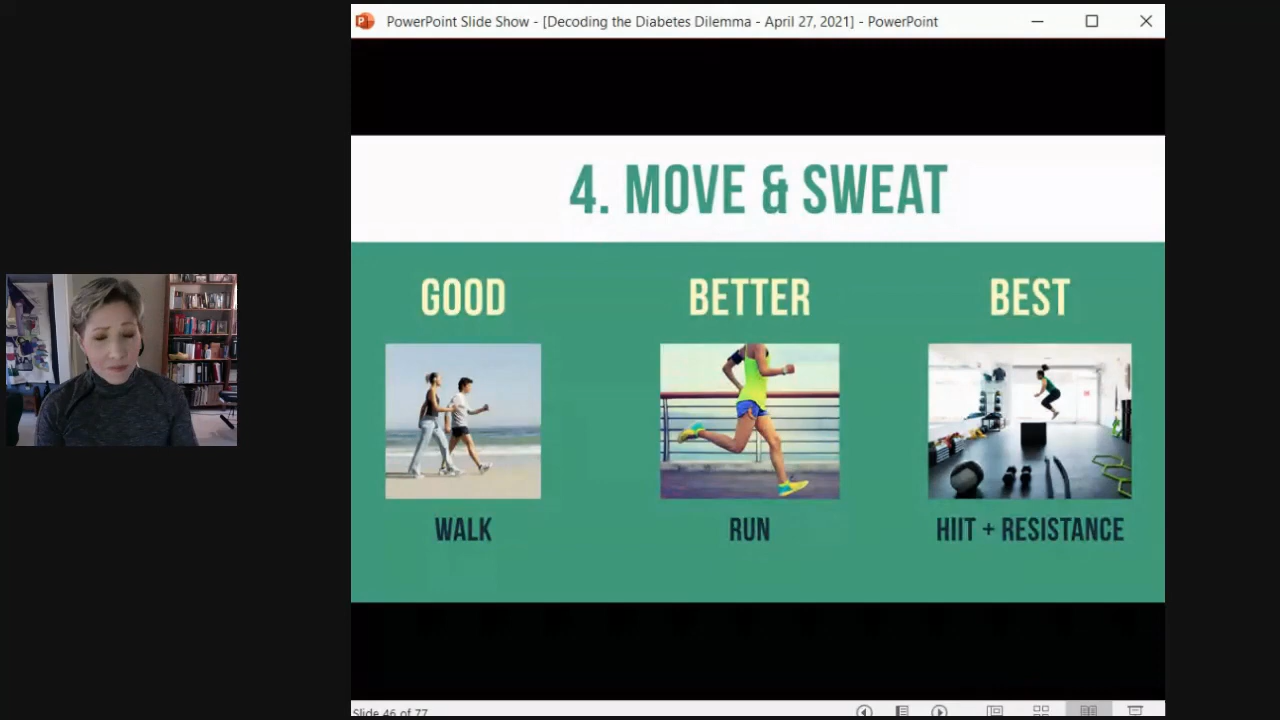 PowerPoint Slide Show - [Decoding the Diabetes Dilemma - April 27, 2021] - PowerPoint
4. MOVE & SWEAT
GOOD
BETTER
BEST
WALK
RUN
HIIT + RESISTANCE
Slide 46 of 77